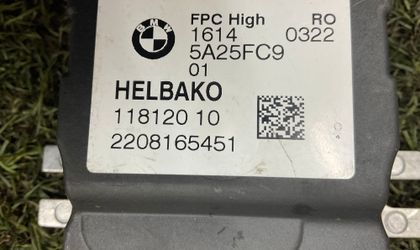 BMW
FPC High RO
1614 0322
5A25FC9
01
HELBAKO
118120 10
2208165451